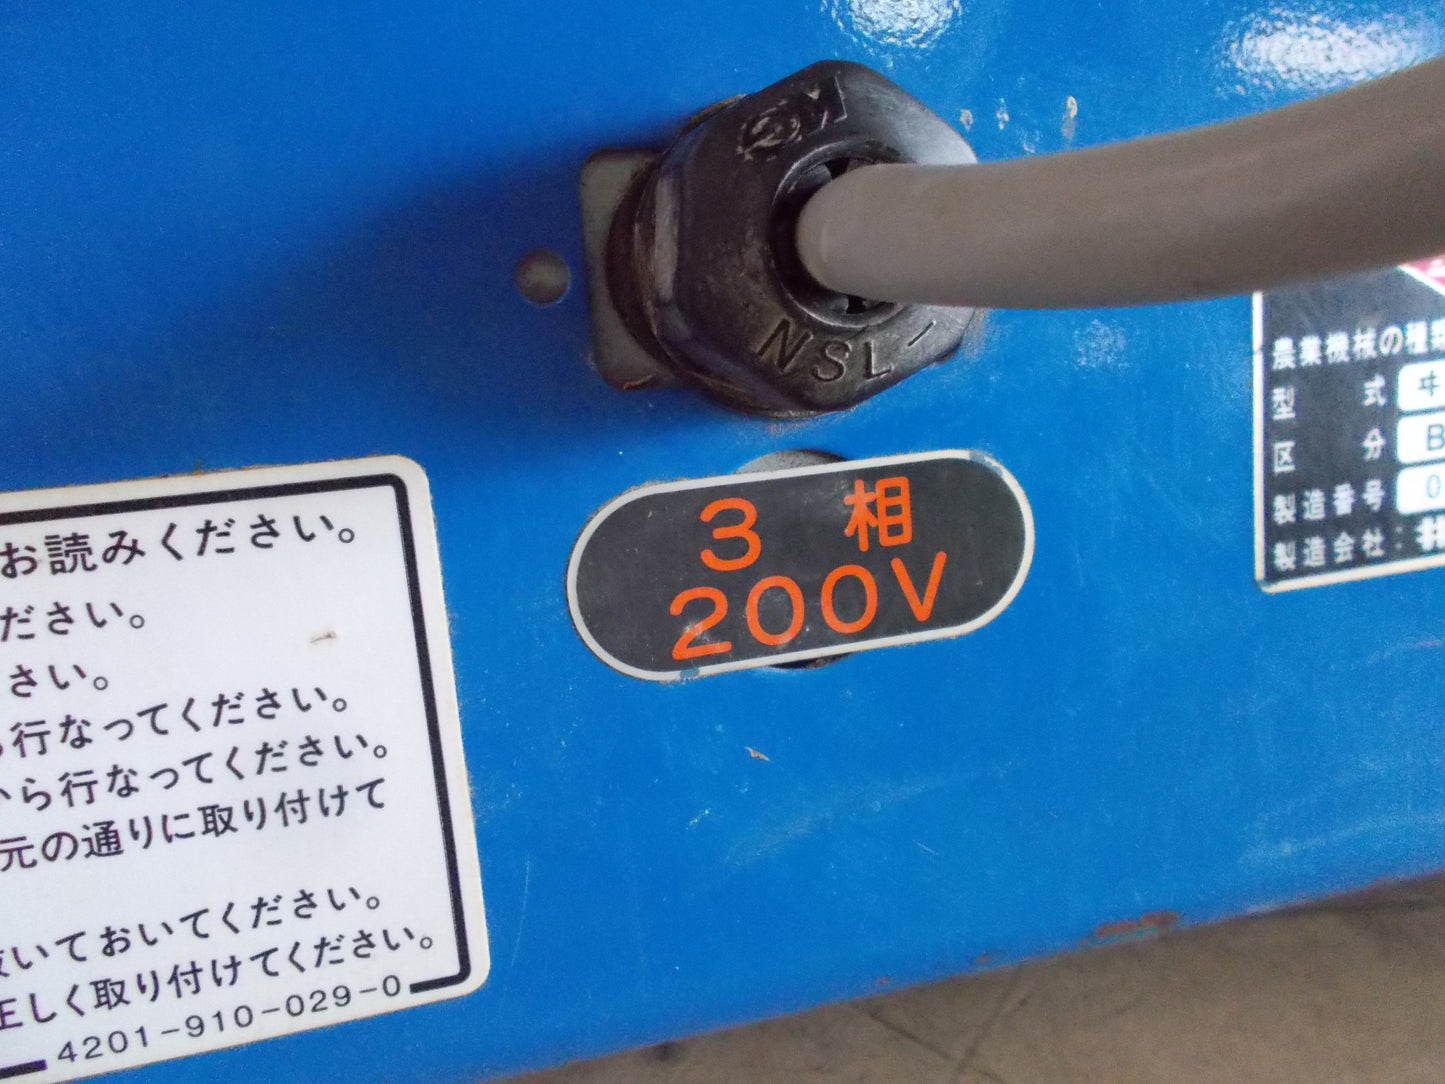 NSL-
3 相
200V
お読みください。
ださい。
さい。
行なってください。
から行なってください。
元の通りに取り付けて
いておいてください。
正しく取り付けてください。
4201-910-029-0
農業機械の種類
型 式
区 分 B
製造番号 0
製造会社: